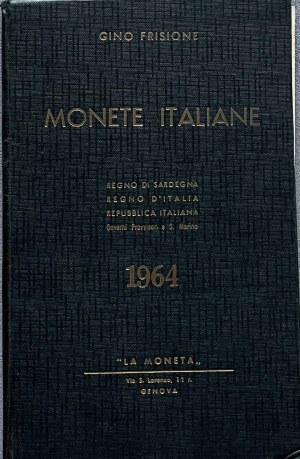 GINO FRISIONE
MONETE ITALIANE
REGNO DI SARDEGNA
REGNO D'ITALIA
REPUBBLICA ITALIANA
Governi Provvisori e S. Marino
1964
"LA MONETA„
Via S. Lorenzo, 11 r.
GENOVA